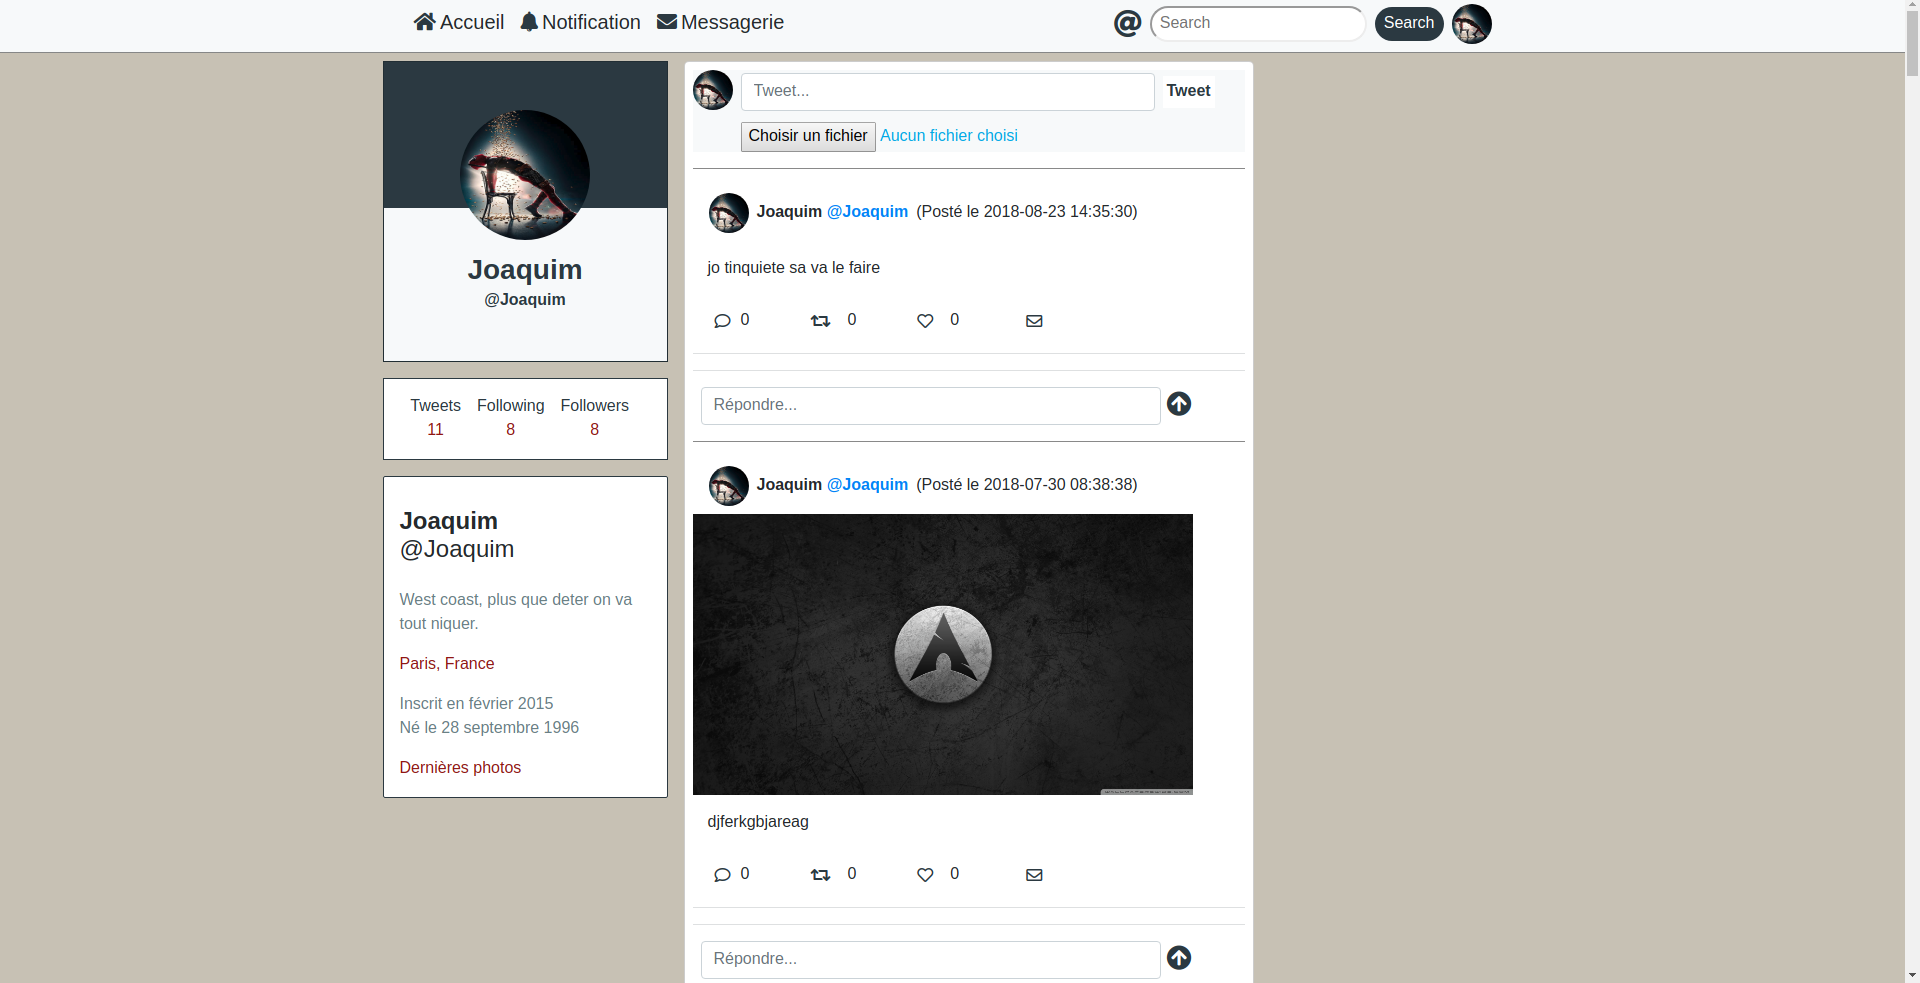 Accueil Notification Messagerie @ Search Search
Joaquim
@Joaquim
Tweets Following Followers
11 8 8
Joaquim
@Joaquim
West coast, plus que deter on va
tout niquer.
Paris, France
Inscrit en février 2015
Né le 28 septembre 1996
Dernières photos
Tweet... Tweet
Choisir un fichier Aucun fichier choisi
Joaquim @Joaquim (Posté le 2018-08-23 14:35:30)
jo tinquiete sa va le faire
0 0 0
Répondre...
Joaquim @Joaquim (Posté le 2018-07-30 08:38:38)
djferkgbjareag
0 0 0
Répondre...